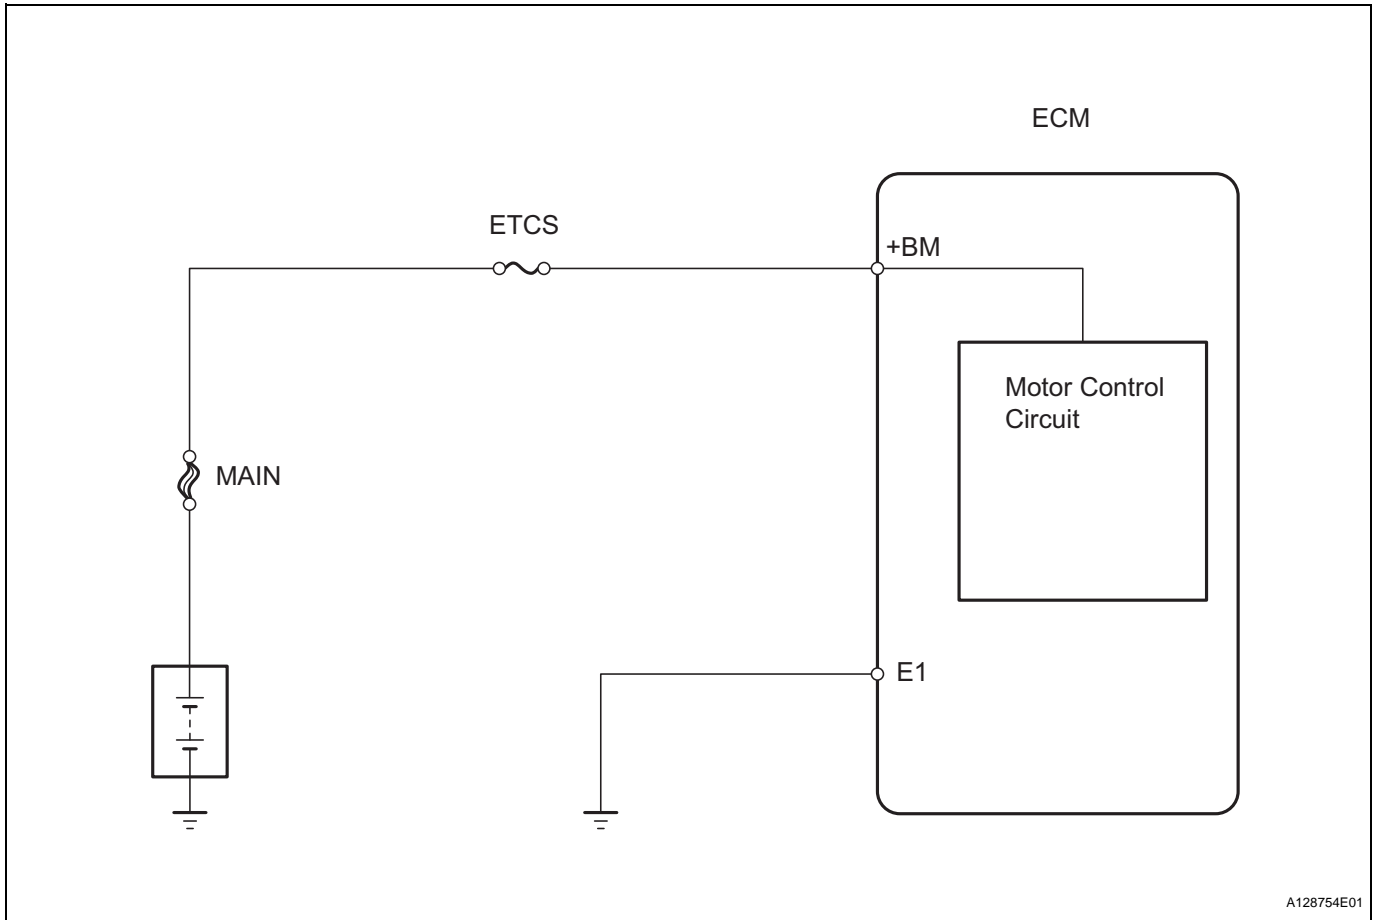 ECM
ETCS
+BM
Motor Control
Circuit
MAIN
E1
A128754E01